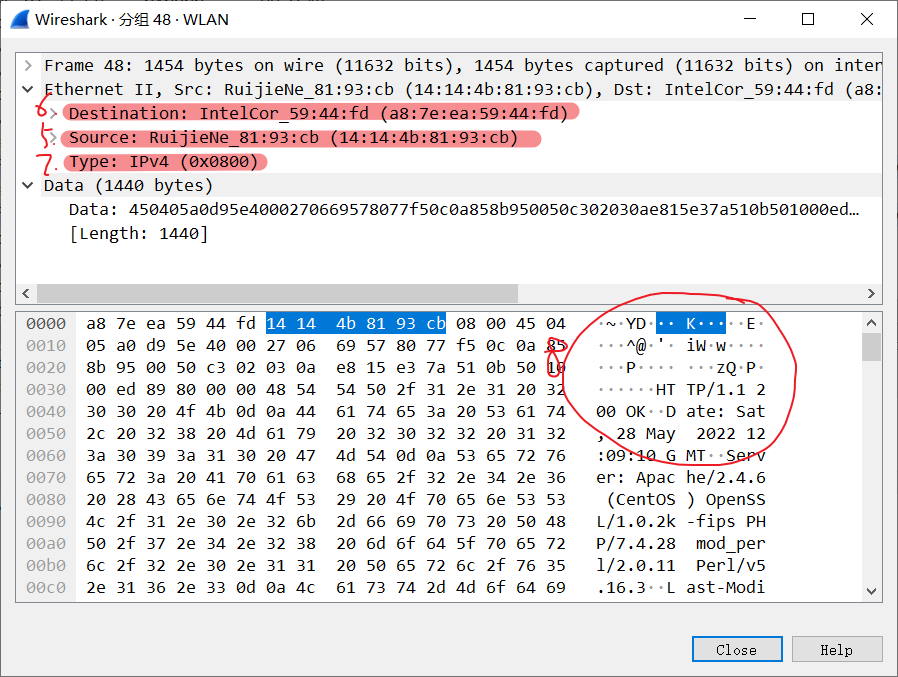 Wireshark · 分组 48 · WLAN
Frame 48: 1454 bytes on wire (11632 bits), 1454 bytes captured (11632 bits) on inter
Ethernet II, Src: RuijieNe_81:93:cb (14:14:4b:81:93:cb), Dst: IntelCor_59:44:fd (a8:
6 Destination: IntelCor_59:44:fd (a8:7e:ea:59:44:fd)
5. Source: RuijieNe_81:93:cb (14:14:4b:81:93:cb)
7. Type: IPv4 (0x0800)
Data (1440 bytes)
Data: 450405a0d95e4000270669578077f50c0a858b950050c302030ae815e37a510b501000ed…
[Length: 1440]
0000 a8 7e ea 59 44 fd 14 14 4b 81 93 cb 08 00 45 04 ·~·YD···K·····E·
0010 05 a0 d9 5e 40 00 27 06 69 57 80 77 f5 0c 0a 85 ···^@·'·iW·w····
0020 8b 95 00 50 c3 02 03 0a e8 15 e3 7a 51 0b 50 10 ···P·······zQ·P·
8
00 ed 89 80 00 00 48 54 54 50 2f 31 2e 31 20 32 ······HTTP/1.1 2
0040 30 30 20 4f 4b 0d 0a 44 61 74 65 3a 20 53 61 74 00 OK··Date: Sat
0050 2c 20 32 38 20 4d 61 79 20 32 30 32 32 20 31 32 , 28 May 2022 12
0060 3a 30 39 3a 31 30 20 47 4d 54 0d 0a 53 65 72 76 :09:10 GMT··Serv
0070 65 72 3a 20 41 70 61 63 68 65 2f 32 2e 34 2e 36 er: Apache/2.4.6
0080 20 28 43 65 6e 74 4f 53 29 20 4f 70 65 6e 53 53 (CentOS) OpenSS
0090 4c 2f 31 2e 30 2e 32 6b 2d 66 69 70 73 20 50 48 L/1.0.2k-fips PH
00a0 50 2f 37 2e 34 2e 32 38 20 6d 6f 64 5f 70 65 72 P/7.4.28 mod_per
00b0 6c 2f 32 2e 30 2e 31 31 20 50 65 72 6c 2f 76 35 l/2.0.11 Perl/v5
00c0 2e 31 36 2e 33 0d 0a 4c 61 73 74 2d 4d 6f 64 69 .16.3··Last-Modi
Close
Help